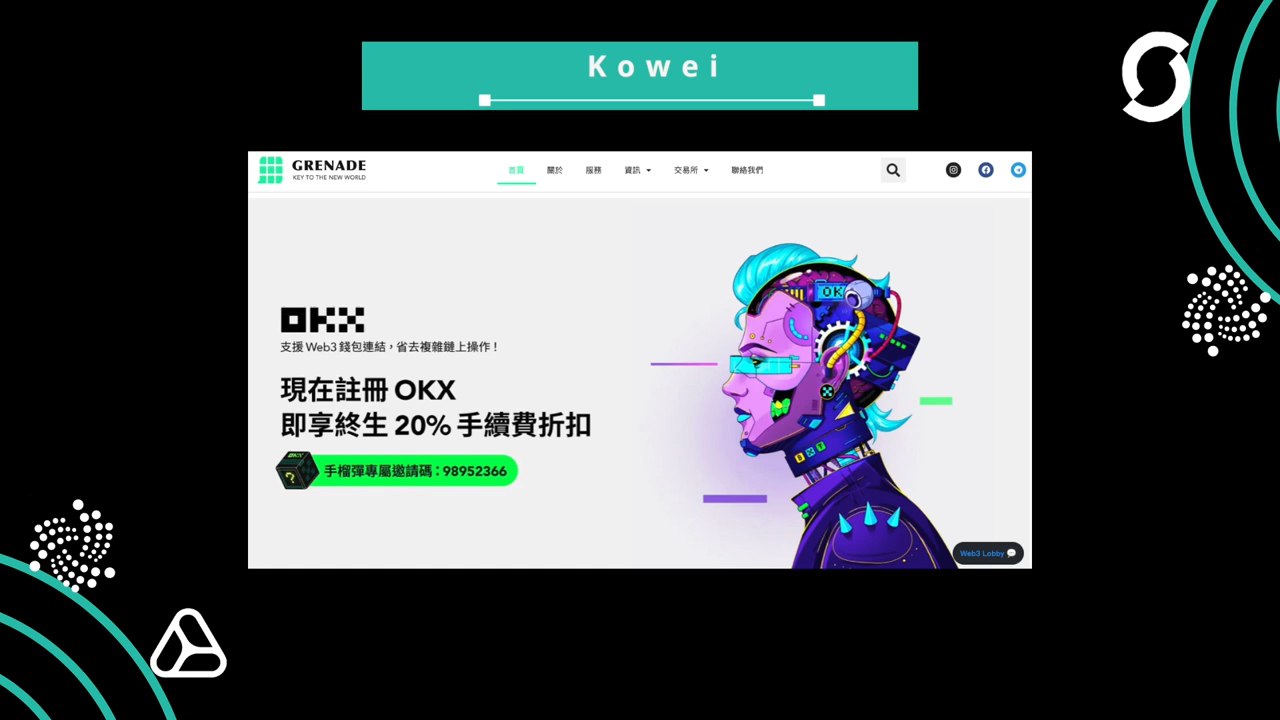 Kowei
GRENADE
KEY TO THE NEW WORLD
首頁 關於 服務 資訊 交易所 聯絡我們
OKX
支援 Web3 錢包連結，省去複雜鏈上操作！
現在註冊 OKX
即享終生 20% 手續費折扣
OKX
?
手榴彈專屬邀請碼：98952366
OK
Web3 Lobby